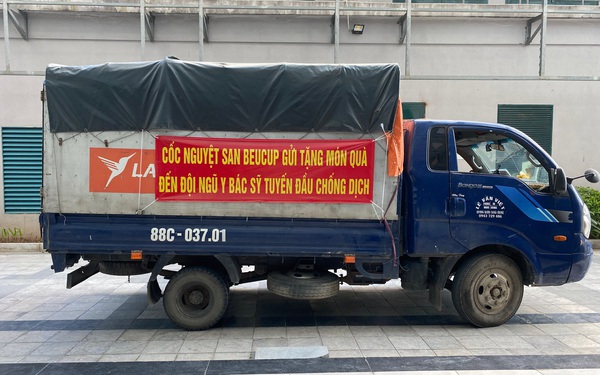 CỐC NGUYỆT SAN BEUCUP GỬI TẶNG MÓN QUÀ
ĐẾN ĐỘI NGŨ Y BÁC SỸ TUYẾN ĐẦU CHỐNG DỊCH
LA
88C - 037.01
BONGO